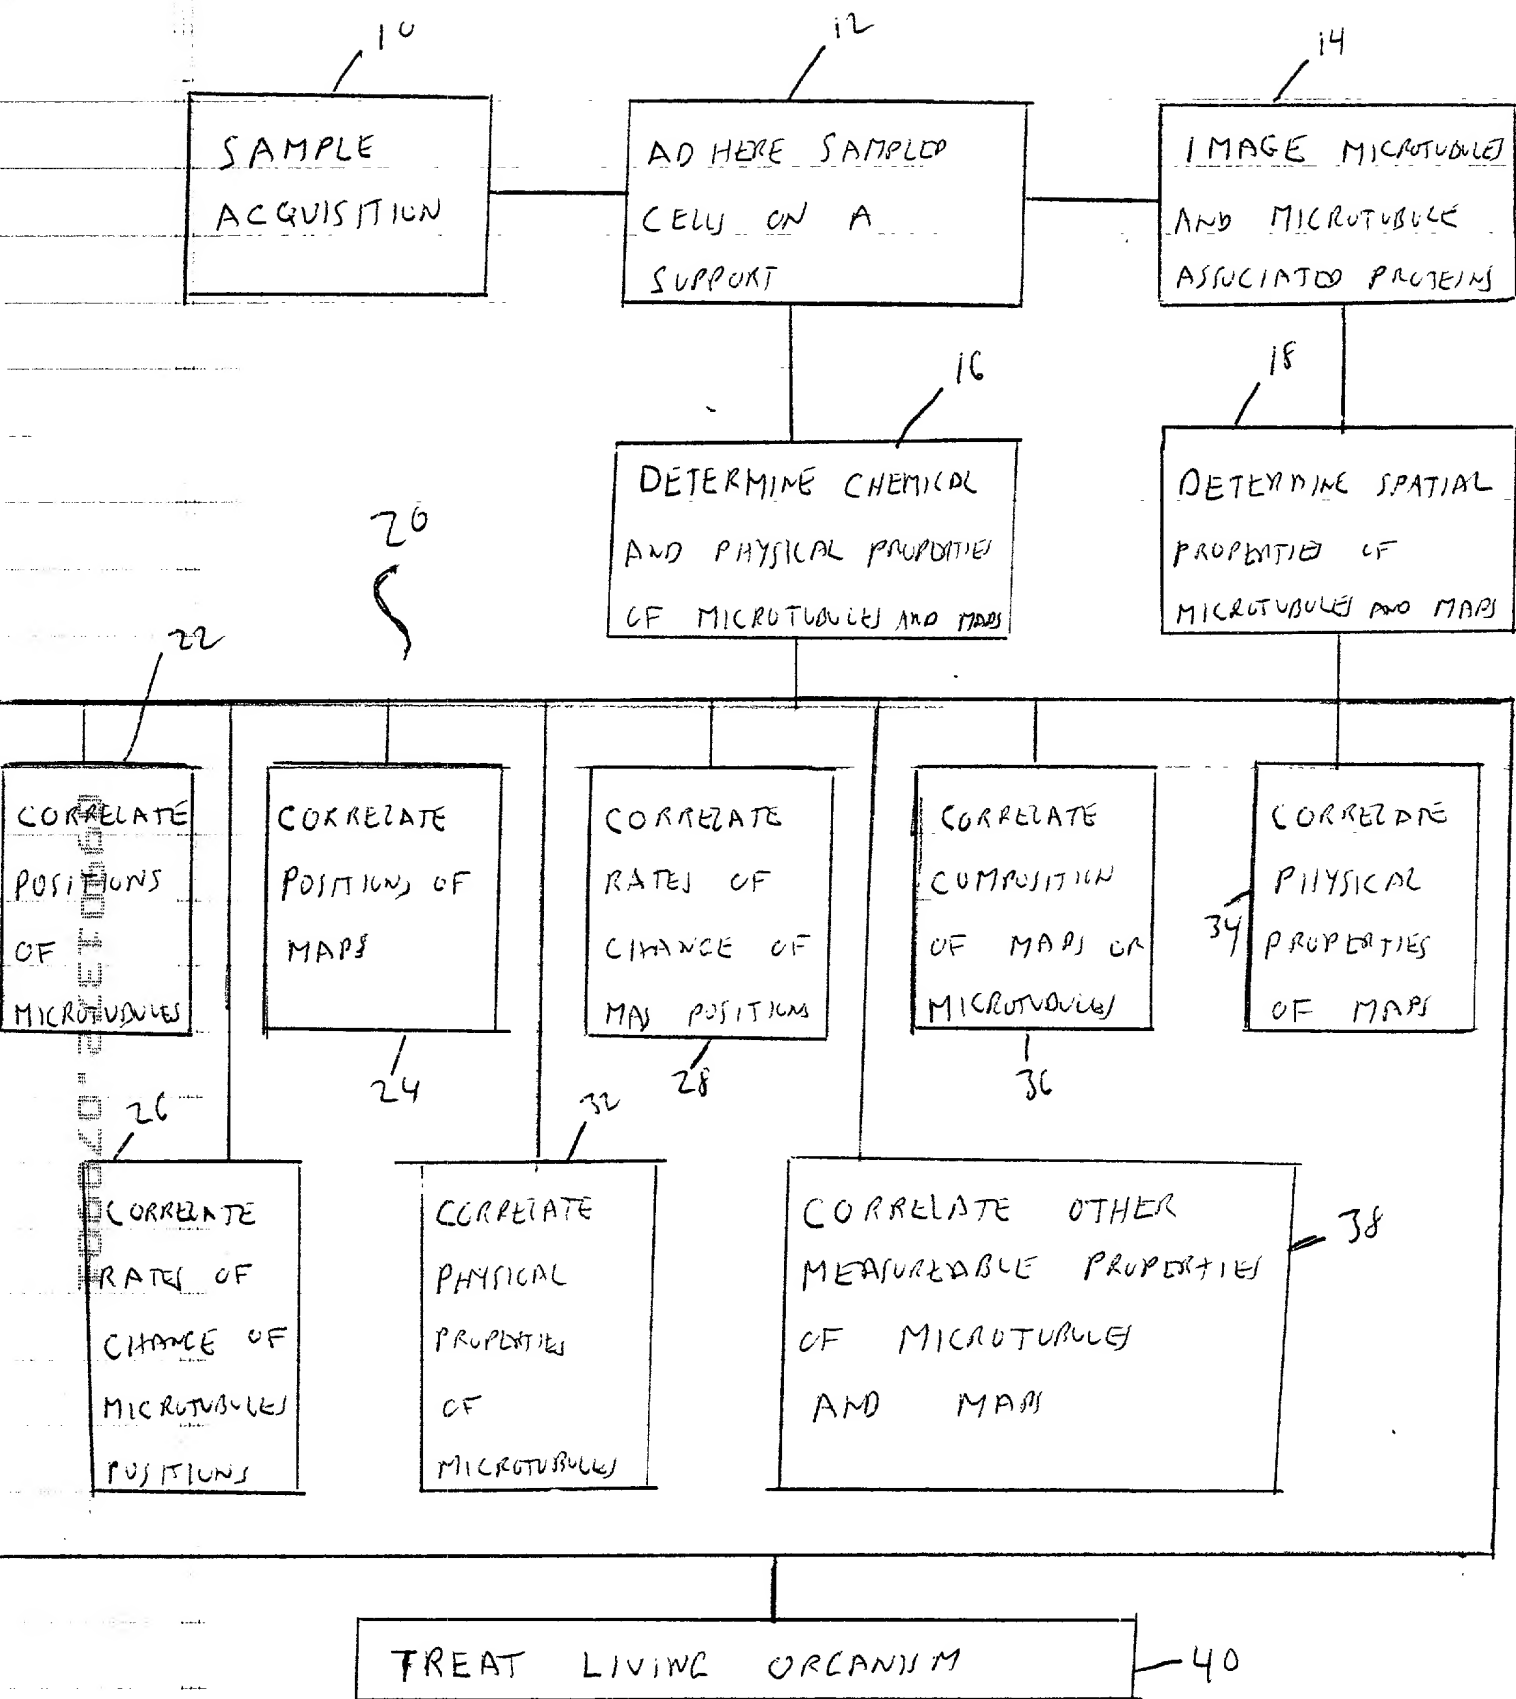 10
12
14
SAMPLE
ACQUISITION
ADHERE SAMPLED
CELLS ON A
SUPPORT
IMAGE MICROTUBULES
AND MICROTUBULE
ASSOCIATED PROTEINS
16
18
DETERMINE CHEMICAL
AND PHYSICAL PROPERTIES
OF MICROTUBULES AND MAPS
DETERMINE SPATIAL
PROPERTIES OF
MICROTUBULES AND MAPS
20
22
CORRELATE
POSITIONS
OF
MICROTUBULES
CORRELATE
POSITIONS OF
MAPS
24
CORRELATE
RATES OF
CHANGE OF
MAS POSITIONS
28
CORRELATE
COMPOSITION
OF MAPS OR
MICROTUBULES
36
CORRELATE
PHYSICAL
PROPERTIES
OF MAPS
34
26
CORRELATE
RATES OF
CHANGE OF
MICROTUBULES
POSITIONS
32
CORRELATE
PHYSICAL
PROPERTIES
OF
MICROTUBULES
CORRELATE OTHER
MEASUREABLE PROPERTIES
OF MICROTUBULES
AND MAPS
38
TREAT LIVING ORGANISM
40